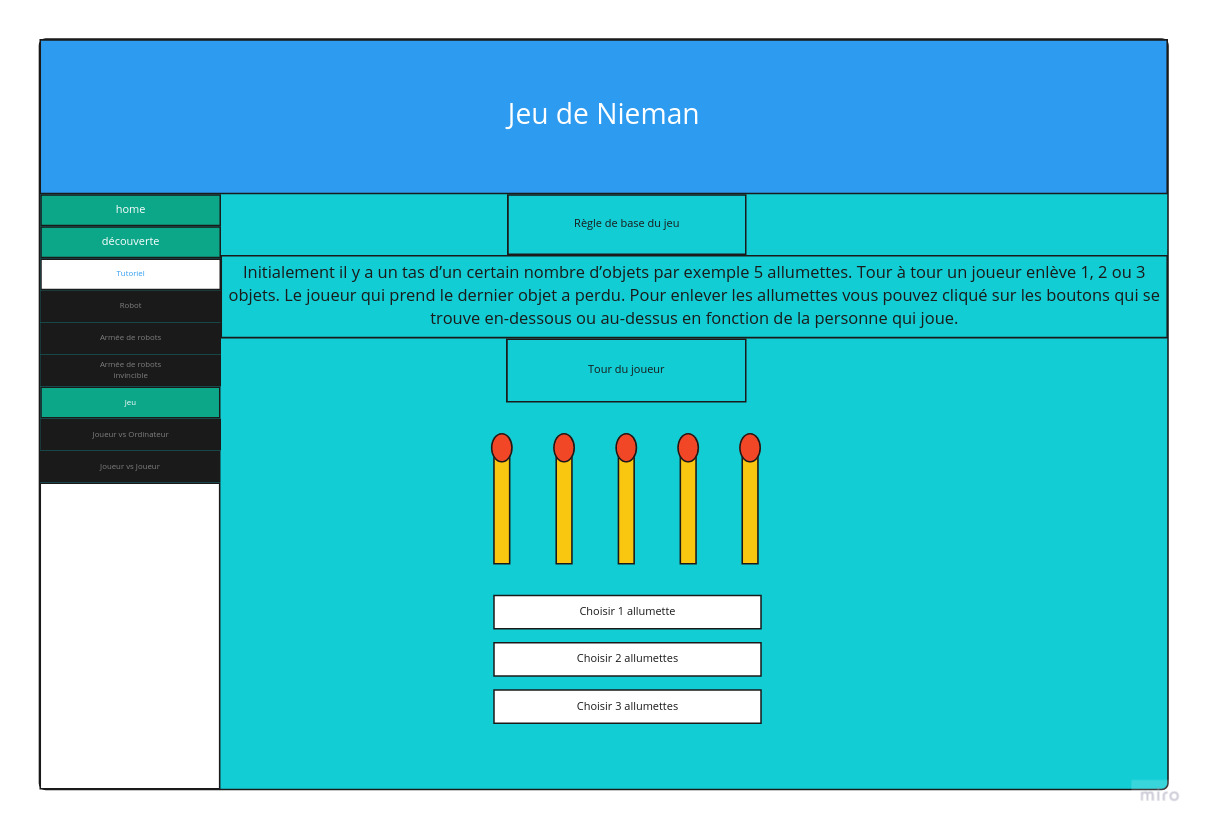 Jeu de Nieman
home
découverte
Tutoriel
Robot
Armée de robots
Armée de robots
invincible
Jeu
Joueur vs Ordinateur
Joueur vs Joueur
Règle de base du jeu
Initialement il y a un tas d’un certain nombre d’objets par exemple 5 allumettes. Tour à tour un joueur enlève 1, 2 ou 3
objets. Le joueur qui prend le dernier objet a perdu. Pour enlever les allumettes vous pouvez cliqué sur les boutons qui se
trouve en-dessous ou au-dessus en fonction de la personne qui joue.
Tour du joueur
Choisir 1 allumette
Choisir 2 allumettes
Choisir 3 allumettes
miro